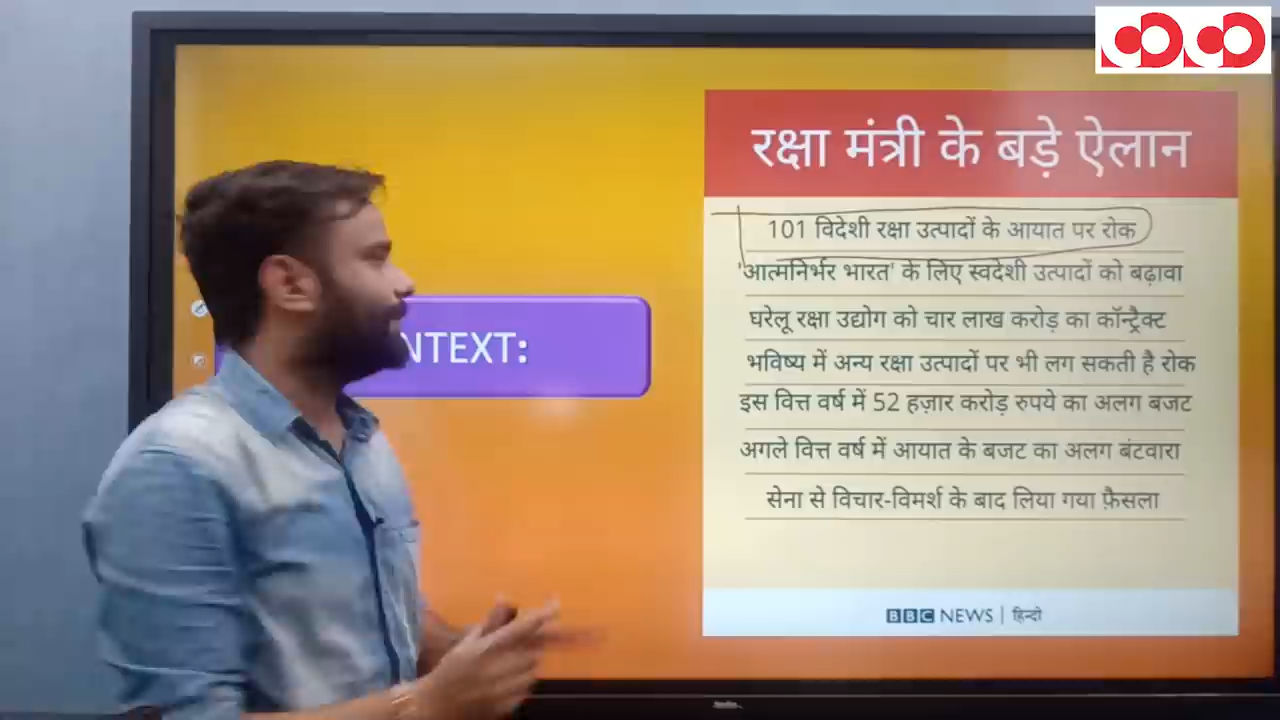 NTEXT:
रक्षा मंत्री के बड़े ऐलान
101 विदेशी रक्षा उत्पादों के आयात पर रोक
'आत्मनिर्भर भारत' के लिए स्वदेशी उत्पादों को बढ़ावा
घरेलू रक्षा उद्योग को चार लाख करोड़ का कॉन्ट्रैक्ट
भविष्य में अन्य रक्षा उत्पादों पर भी लग सकती है रोक
इस वित्त वर्ष में 52 हज़ार करोड़ रुपये का अलग बजट
अगले वित्त वर्ष में आयात के बजट का अलग बंटवारा
सेना से विचार-विमर्श के बाद लिया गया फ़ैसला
BBC NEWS | हिन्दी